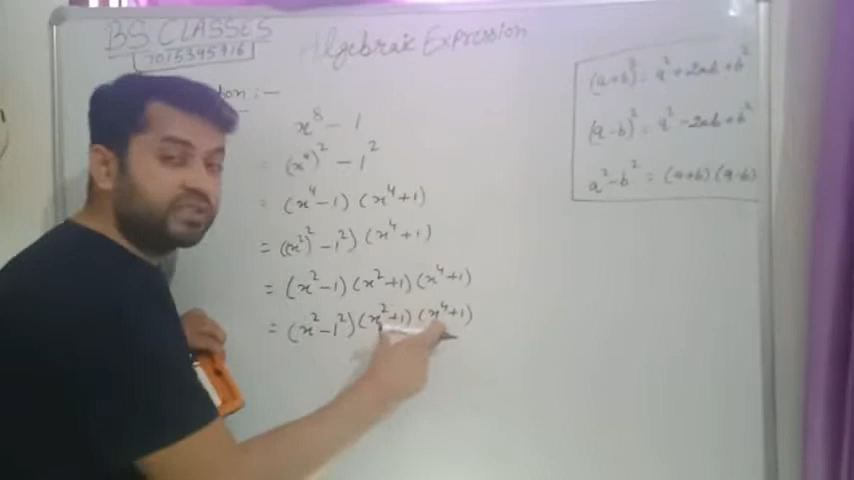 BS CLASSES
7015345916
Algebraic Expression
x⁸ - 1
= (x⁴)² - 1²
= (x⁴-1) (x⁴+1)
= ((x²)² - 1²) (x⁴+1)
= (x²-1) (x²+1) (x⁴+1)
= (x²-1²) (x²+1) (x⁴+1)
(a+b)² = a² + 2ab + b²
(a-b)² = a² - 2ab + b²
a² - b² = (a+b) (a-b)